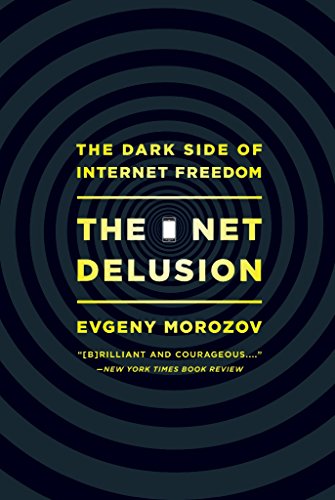 THE DARK SIDE OF
INTERNET FREEDOM
THE NET
DELUSION
EVGENY MOROZOV
"[B]RILLIANT AND COURAGEOUS...."
—NEW YORK TIMES BOOK REVIEW